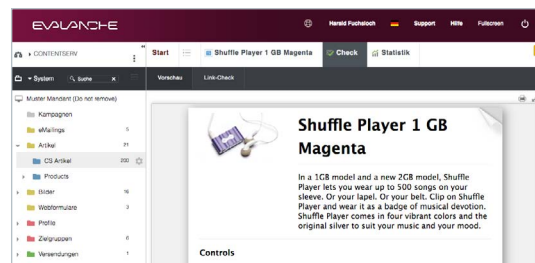 EVALANCHE
Harald Fuchsloch Support Hilfe Fullscreen
CONTENTSERV
Start Shuffle Player 1 GB Magenta Check Statistik
System Suche x
Vorschau Link-Check
Muster Mandant (Do not remove)
Kampagnen
eMailings 5
Artikel 21
CS Artikel 200
Products
Bilder 16
Webformulare 3
Profile
Zielgruppen 6
Versendungen 1
Shuffle Player 1 GB
Magenta
In a 1GB model and a new 2GB model, Shuffle
Player lets you wear up to 500 songs on your
sleeve. Or your lapel. Or your belt. Clip on Shuffle
Player and wear it as a badge of musical devotion.
Shuffle Player comes in four vibrant colors and the
original silver to suit your music and your mood.
Controls